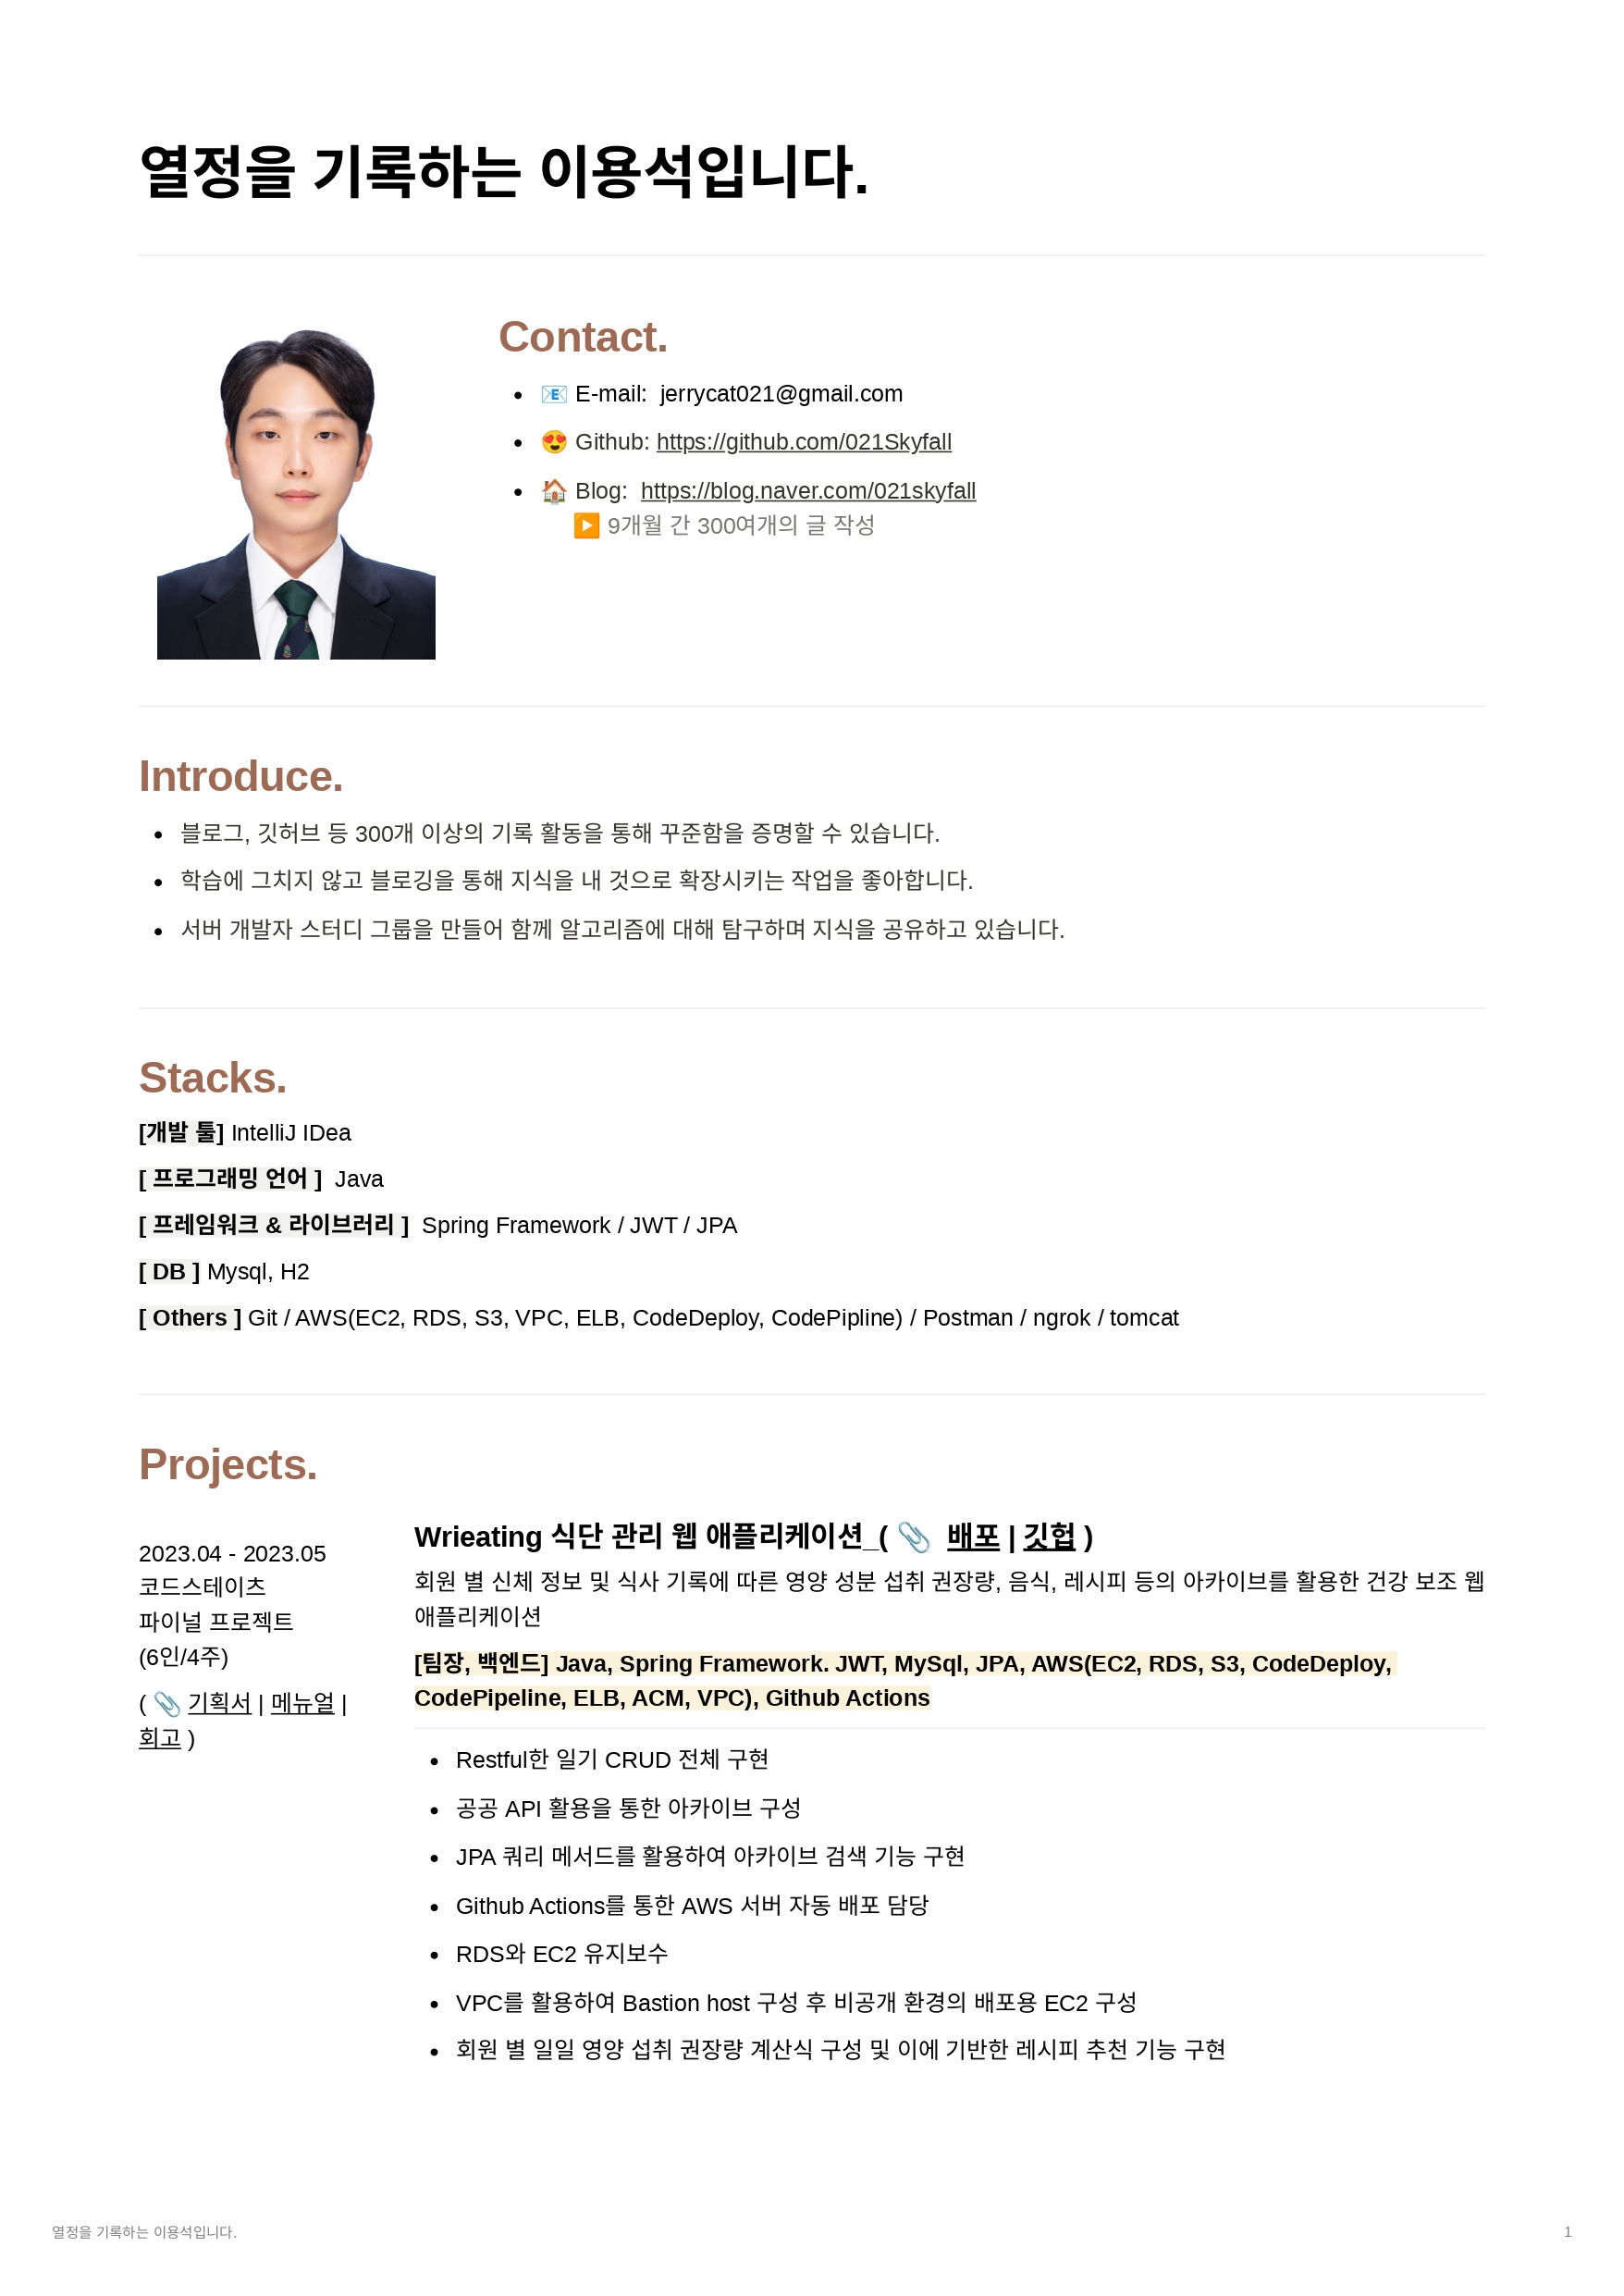 열정을 기록하는 이용석입니다.
Contact.
• 📧 E-mail: jerrycat021@gmail.com
• 😍 Github: https://github.com/021Skyfall
• 🏠 Blog: https://blog.naver.com/021skyfall
▶️ 9개월 간 300여개의 글 작성
Introduce.
• 블로그, 깃허브 등 300개 이상의 기록 활동을 통해 꾸준함을 증명할 수 있습니다.
• 학습에 그치지 않고 블로깅을 통해 지식을 내 것으로 확장시키는 작업을 좋아합니다.
• 서버 개발자 스터디 그룹을 만들어 함께 알고리즘에 대해 탐구하며 지식을 공유하고 있습니다.
Stacks.
[개발 툴] IntelliJ IDea
[ 프로그래밍 언어 ] Java
[ 프레임워크 & 라이브러리 ] Spring Framework / JWT / JPA
[ DB ] Mysql, H2
[ Others ] Git / AWS(EC2, RDS, S3, VPC, ELB, CodeDeploy, CodePipline) / Postman / ngrok / tomcat
Projects.
2023.04 - 2023.05
코드스테이츠
파이널 프로젝트
(6인/4주)
( 📎 기획서 | 메뉴얼 |
회고 )
Wrieating 식단 관리 웹 애플리케이션_( 📎 배포 | 깃헙 )
회원 별 신체 정보 및 식사 기록에 따른 영양 성분 섭취 권장량, 음식, 레시피 등의 아카이브를 활용한 건강 보조 웹
애플리케이션
[팀장, 백엔드] Java, Spring Framework. JWT, MySql, JPA, AWS(EC2, RDS, S3, CodeDeploy,
CodePipeline, ELB, ACM, VPC), Github Actions
• Restful한 일기 CRUD 전체 구현
• 공공 API 활용을 통한 아카이브 구성
• JPA 쿼리 메서드를 활용하여 아카이브 검색 기능 구현
• Github Actions를 통한 AWS 서버 자동 배포 담당
• RDS와 EC2 유지보수
• VPC를 활용하여 Bastion host 구성 후 비공개 환경의 배포용 EC2 구성
• 회원 별 일일 영양 섭취 권장량 계산식 구성 및 이에 기반한 레시피 추천 기능 구현
열정을 기록하는 이용석입니다.
1